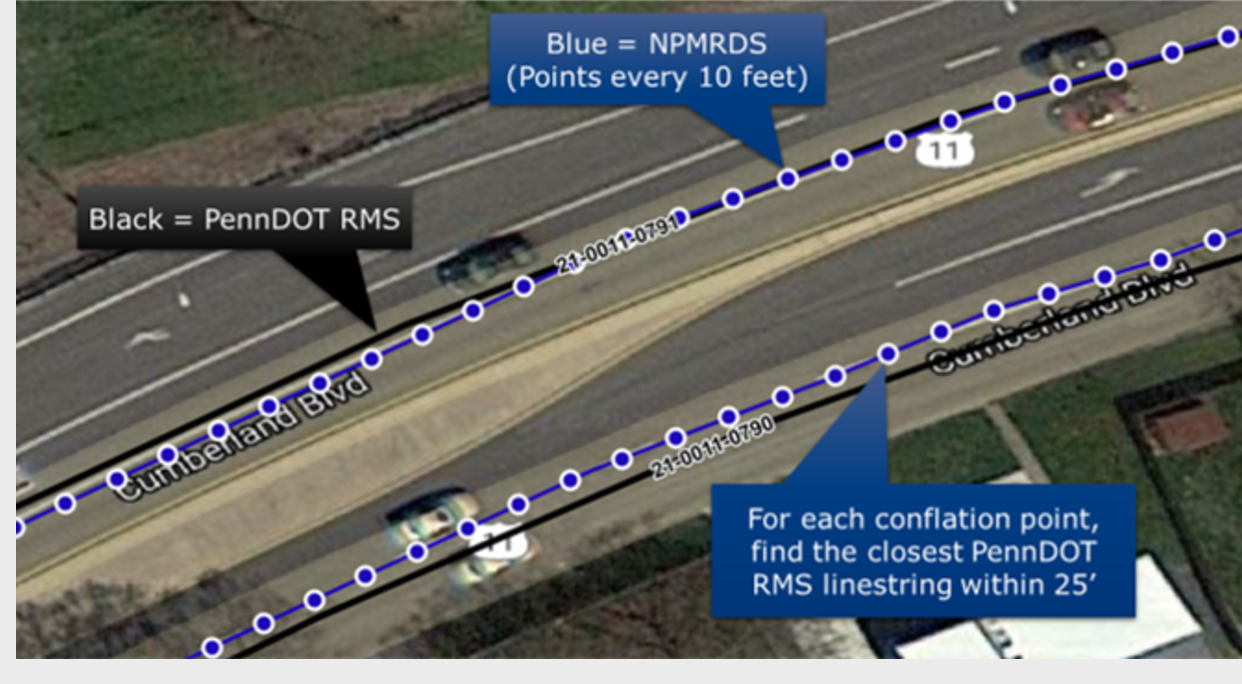 Blue = NPMRDS
(Points every 10 feet)
11
Black = PennDOT RMS
21-0011-0791
Cumberland Blvd
Cumberland Blvd
21-0011-0790
11
For each conflation point,
find the closest PennDOT
RMS linestring within 25’